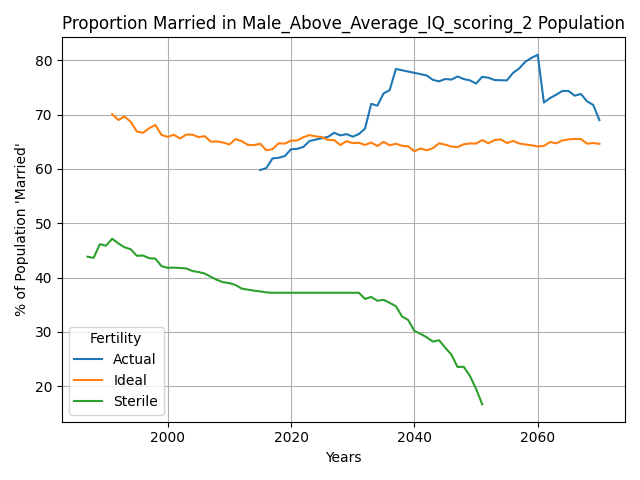 Proportion Married in Male_Above_Average_IQ_scoring_2 Population
% of Population 'Married'
80
70
60
50
40
30
20
Fertility
Actual
Ideal
Sterile
2000
2020
2040
2060
Years